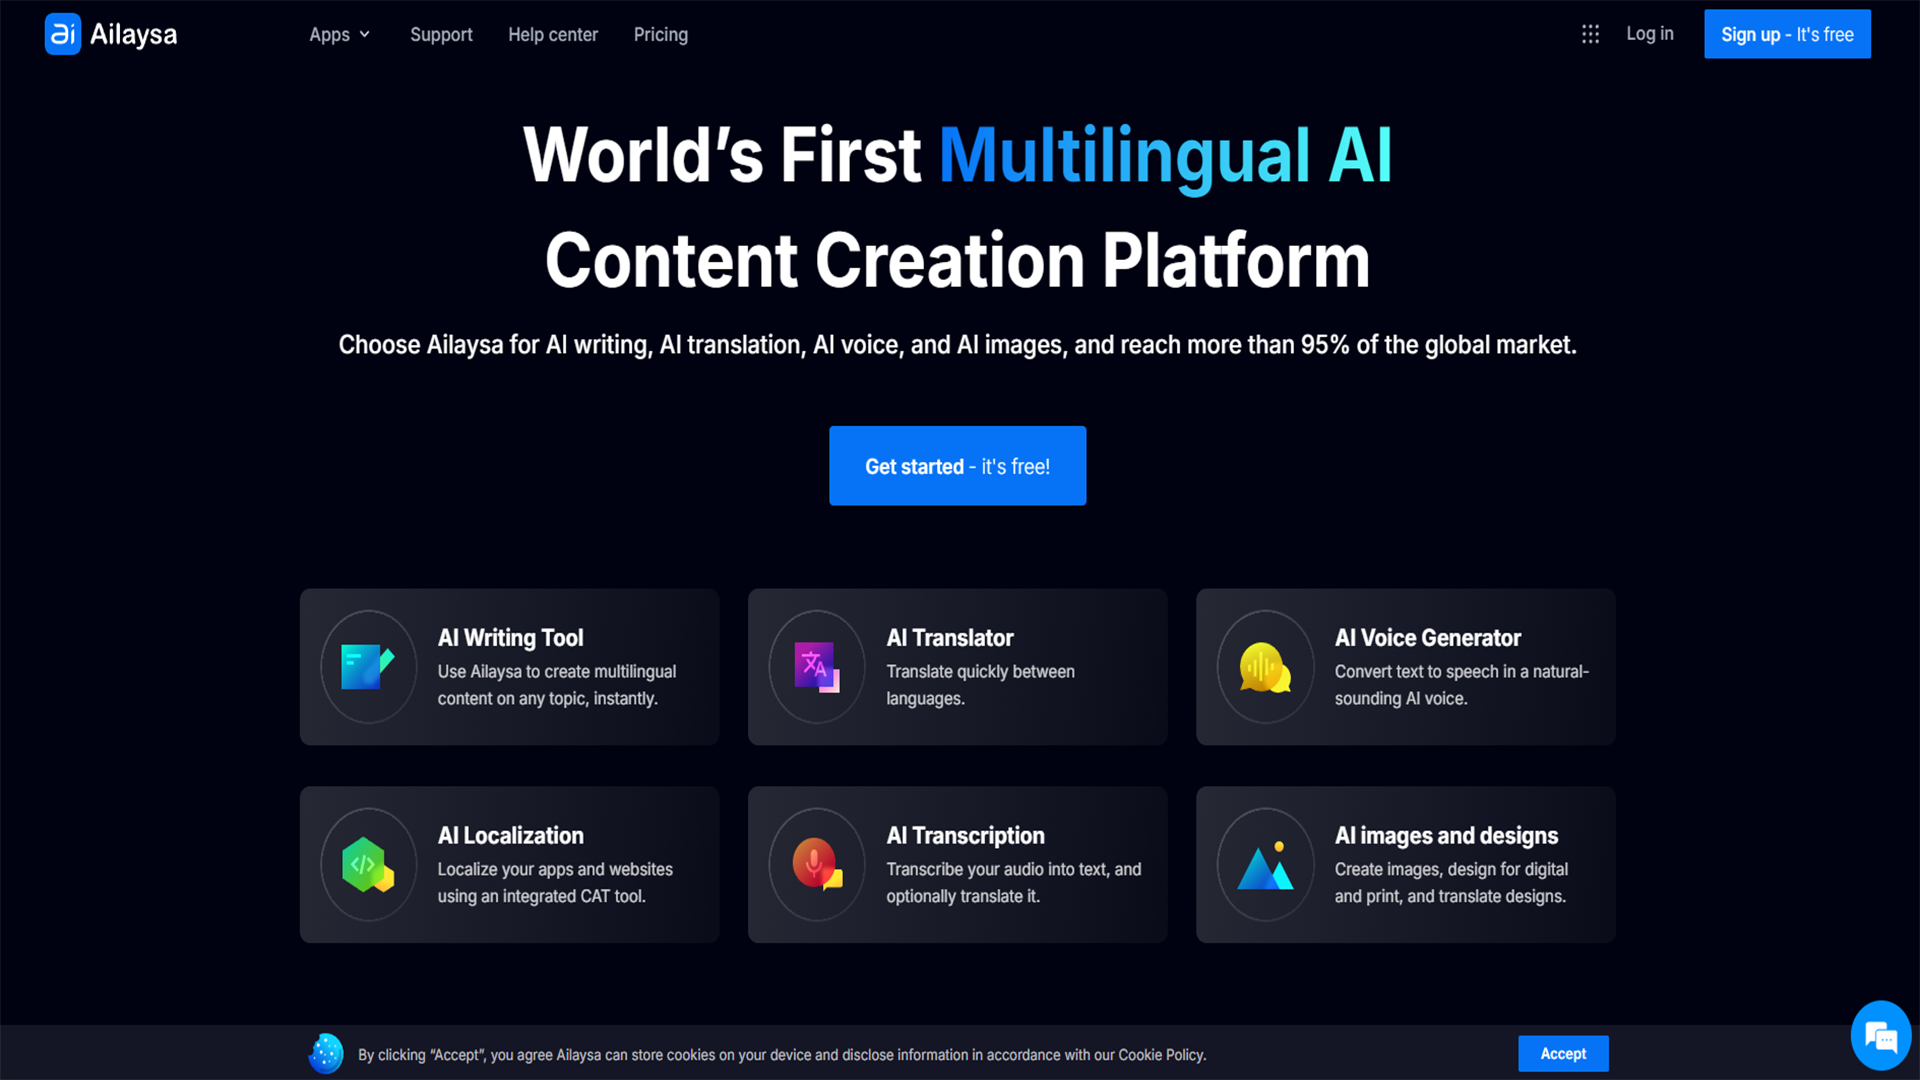 ai Ailaysa
Apps
Support
Help center
Pricing
Log in
Sign up - It's free
World’s First Multilingual AI
Content Creation Platform
Choose Ailaysa for AI writing, AI translation, AI voice, and AI images, and reach more than 95% of the global market.
Get started - it's free!
AI Writing Tool
Use Ailaysa to create multilingual
content on any topic, instantly.
文A
AI Translator
Translate quickly between
languages.
AI Voice Generator
Convert text to speech in a natural-
sounding AI voice.
</>
AI Localization
Localize your apps and websites
using an integrated CAT tool.
AI Transcription
Transcribe your audio into text, and
optionally translate it.
AI images and designs
Create images, design for digital
and print, and translate designs.
By clicking “Accept”, you agree Ailaysa can store cookies on your device and disclose information in accordance with our Cookie Policy.
Accept